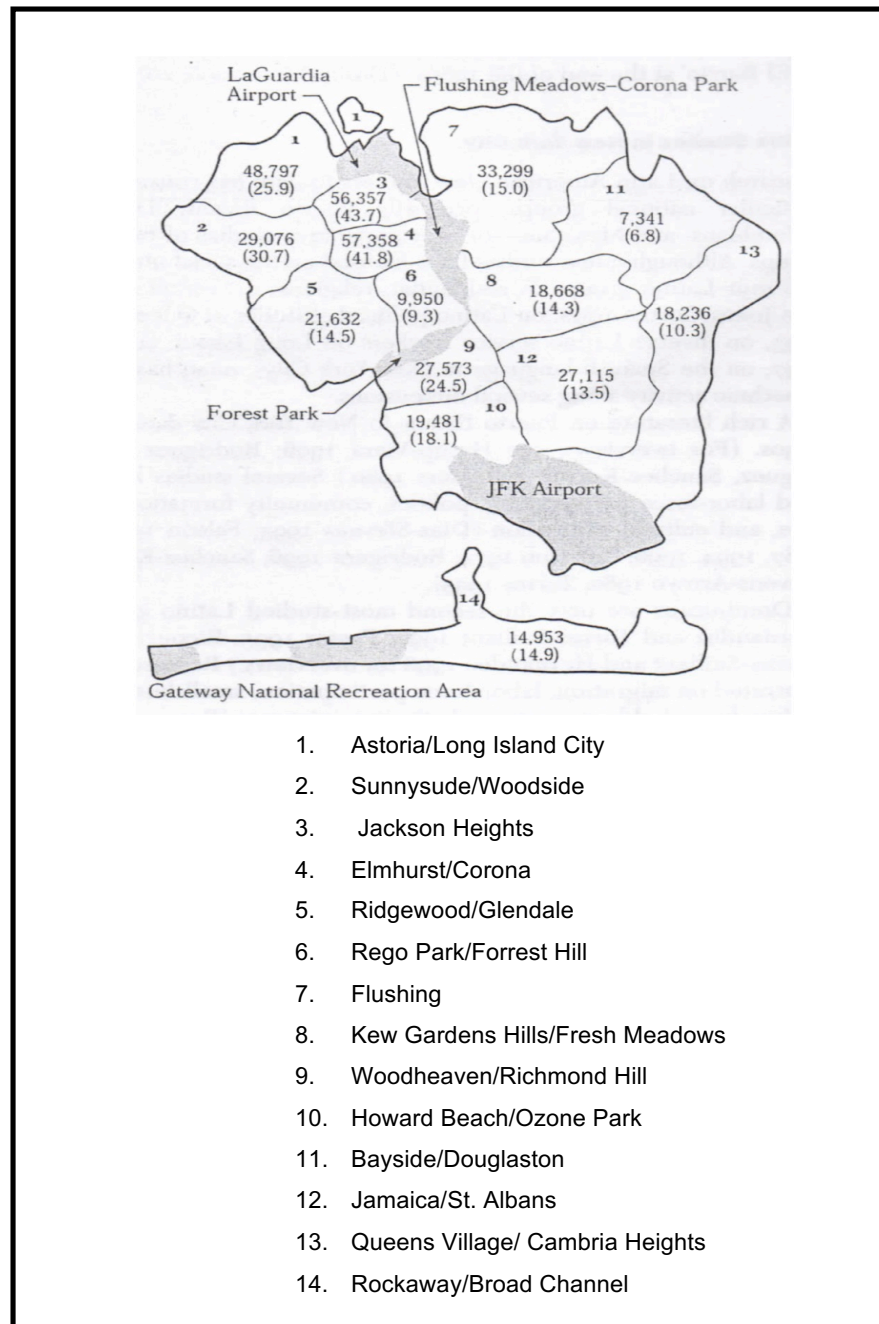 LaGuardia
Airport
Flushing Meadows–Corona Park
1
1
7
48,797
(25.9)
3
56,357
(43.7)
33,299
(15.0)
11
7,341
(6.8)
2
29,076
(30.7)
57,358
(41.8)
4
13
5
21,632
(14.5)
6
9,950
(9.3)
8
18,668
(14.3)
18,236
(10.3)
9
27,573
(24.5)
12
27,115
(13.5)
Forest Park
10
19,481
(18.1)
JFK Airport
14
14,953
(14.9)
Gateway National Recreation Area
1. Astoria/Long Island City
2. Sunnysude/Woodside
3. Jackson Heights
4. Elmhurst/Corona
5. Ridgewood/Glendale
6. Rego Park/Forrest Hill
7. Flushing
8. Kew Gardens Hills/Fresh Meadows
9. Woodheaven/Richmond Hill
10. Howard Beach/Ozone Park
11. Bayside/Douglaston
12. Jamaica/St. Albans
13. Queens Village/ Cambria Heights
14. Rockaway/Broad Channel